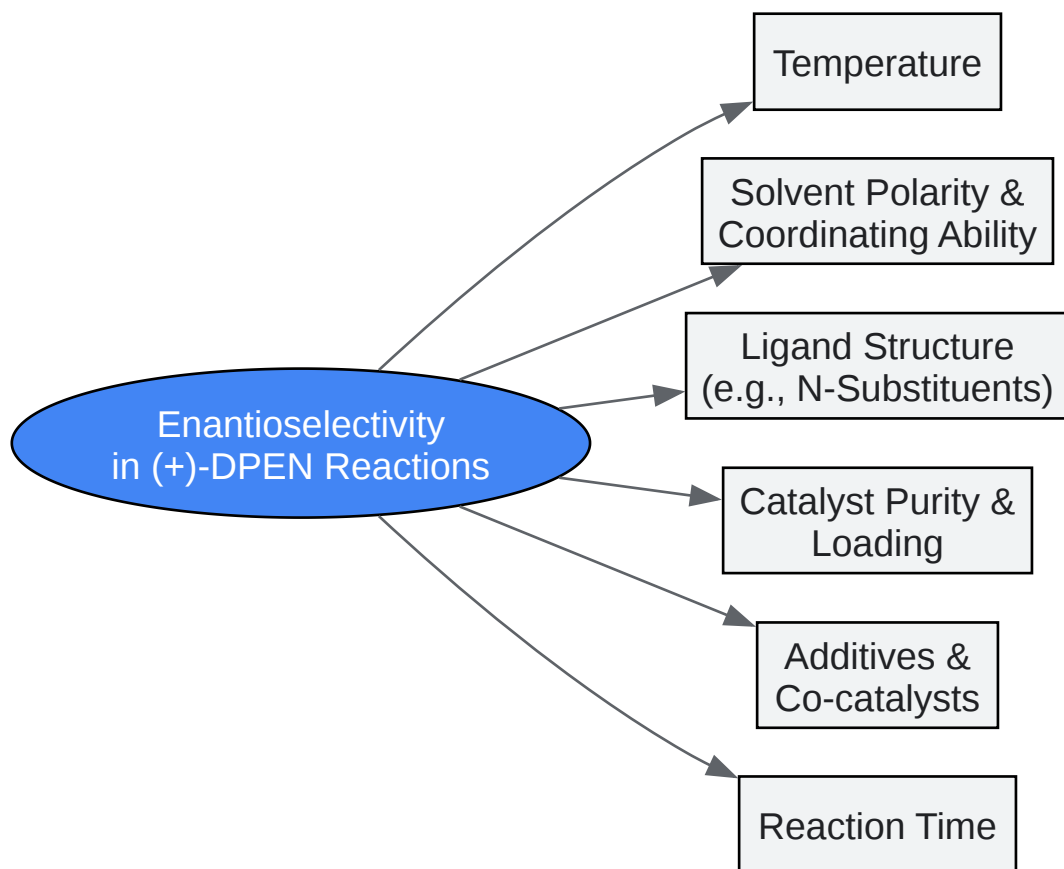 Temperature
Solvent Polarity &
Coordinating Ability
Ligand Structure
(e.g., N-Substituents)
Enantioselectivity
in (+)-DPEN Reactions
Catalyst Purity &
Loading
Additives &
Co-catalysts
Reaction Time